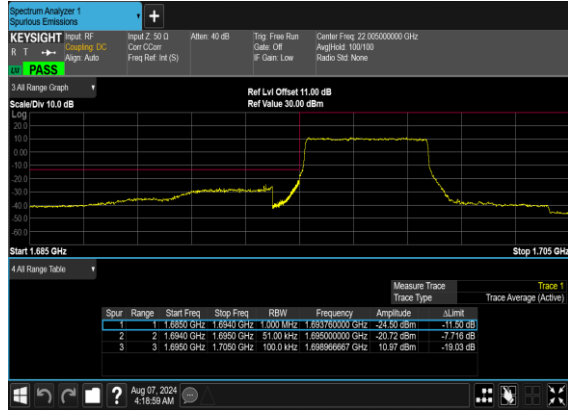 Spectrum Analyzer 1
Spurious Emissions
+
KEYSIGHT Input: RF Input Z: 50 Ω Atten: 40 dB Trig: Free Run Center Freq: 22.005000000 GHz
R T Coupling: DC Corr CCorr Gate: Off Avg|Hold: 100/100
Align: Auto Freq Ref: Int (S) IF Gain: Low Radio Std: None
PASS
3 All Range Graph
Ref Lvl Offset 11.00 dB
Scale/Div 10.0 dB Ref Value 30.00 dBm
Log
20.0
10.0
0.00
-10.0
-20.0
-30.0
-40.0
-50.0
-60.0
Start 1.685 GHz Stop 1.705 GHz
4 All Range Table
Measure Trace Trace 1
Trace Type Trace Average (Active)
Spur Range Start Freq Stop Freq RBW Frequency Amplitude ΔLimit
1 1 1.6850 GHz 1.6940 GHz 1.000 MHz 1.693760000 GHz -24.50 dBm -11.50 dB
2 2 1.6940 GHz 1.6950 GHz 51.00 kHz 1.695000000 GHz -20.72 dBm -7.716 dB
3 3 1.6950 GHz 1.7050 GHz 100.0 kHz 1.698966667 GHz 10.97 dBm -19.03 dB
? Aug 07, 2024
4:18:59 AM